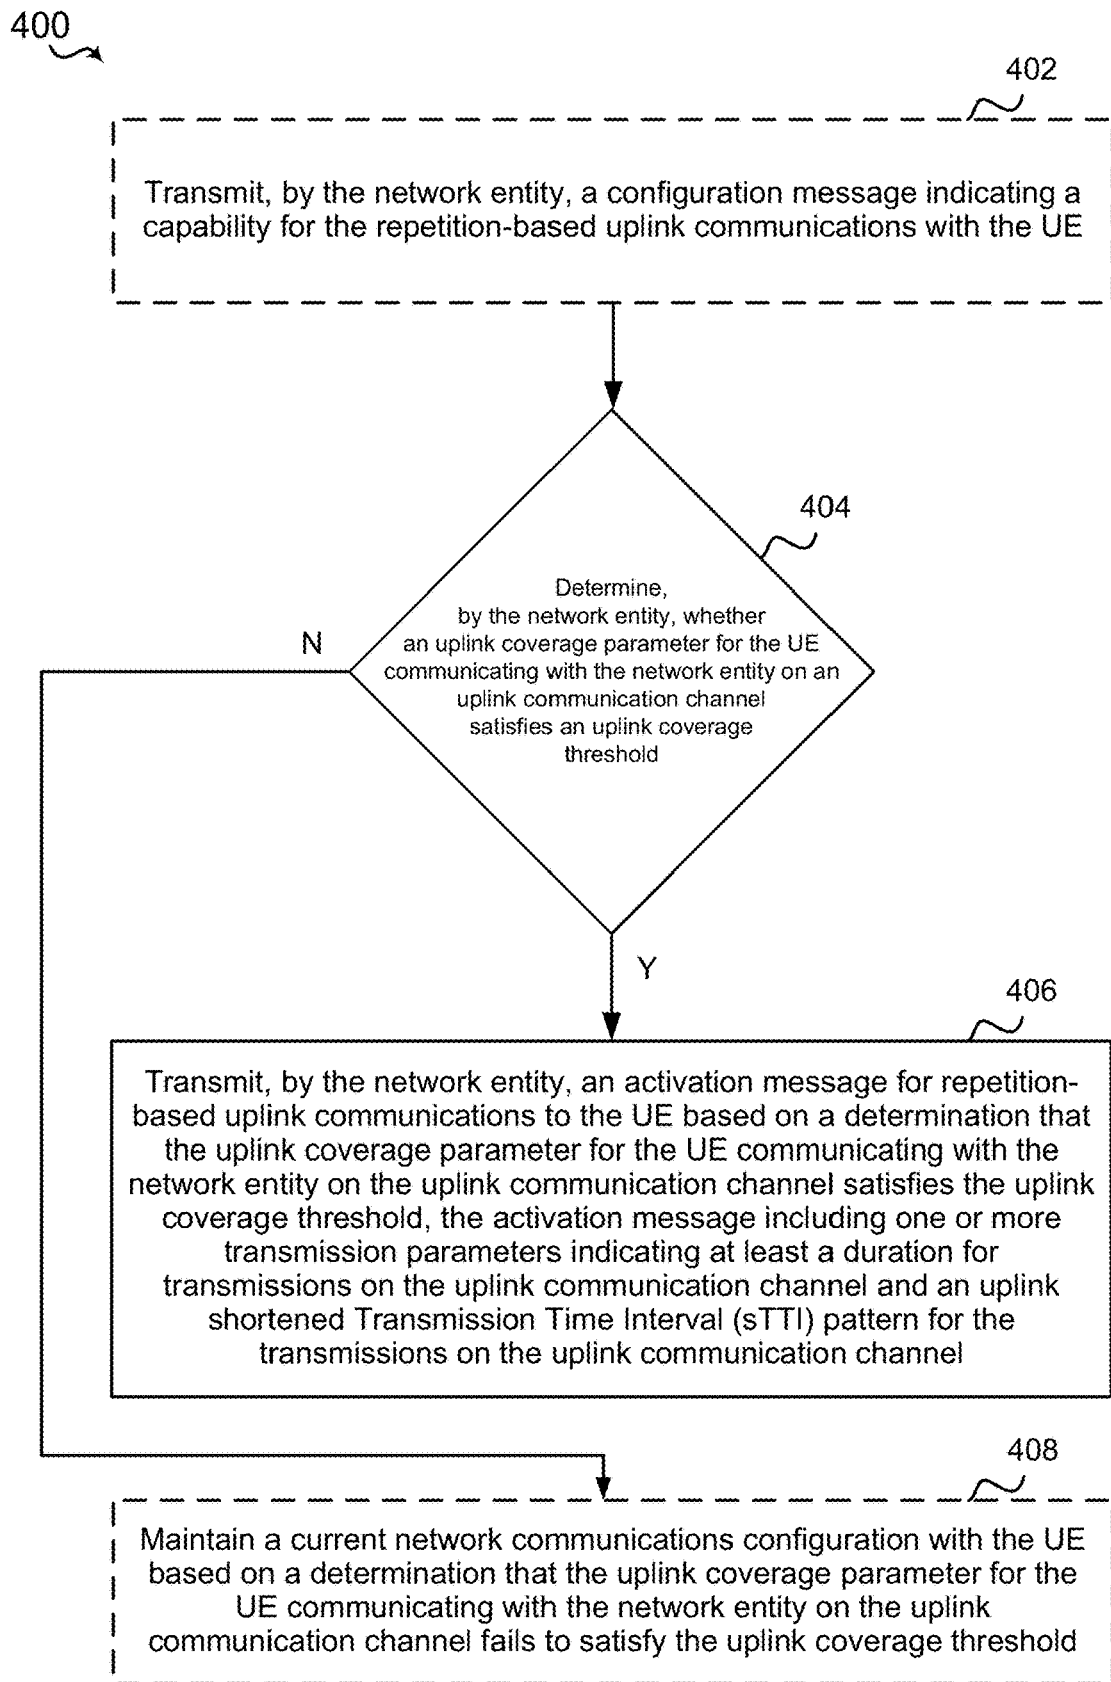 400
402
Transmit, by the network entity, a configuration message indicating a
capability for the repetition-based uplink communications with the UE
404
Determine,
by the network entity, whether
an uplink coverage parameter for the UE
communicating with the network entity on an
uplink communication channel
satisfies an uplink coverage
threshold
N
Y
406
Transmit, by the network entity, an activation message for repetition-
based uplink communications to the UE based on a determination that
the uplink coverage parameter for the UE communicating with the
network entity on the uplink communication channel satisfies the uplink
coverage threshold, the activation message including one or more
transmission parameters indicating at least a duration for
transmissions on the uplink communication channel and an uplink
shortened Transmission Time Interval (sTTI) pattern for the
transmissions on the uplink communication channel
408
Maintain a current network communications configuration with the UE
based on a determination that the uplink coverage parameter for the
UE communicating with the network entity on the uplink
communication channel fails to satisfy the uplink coverage threshold